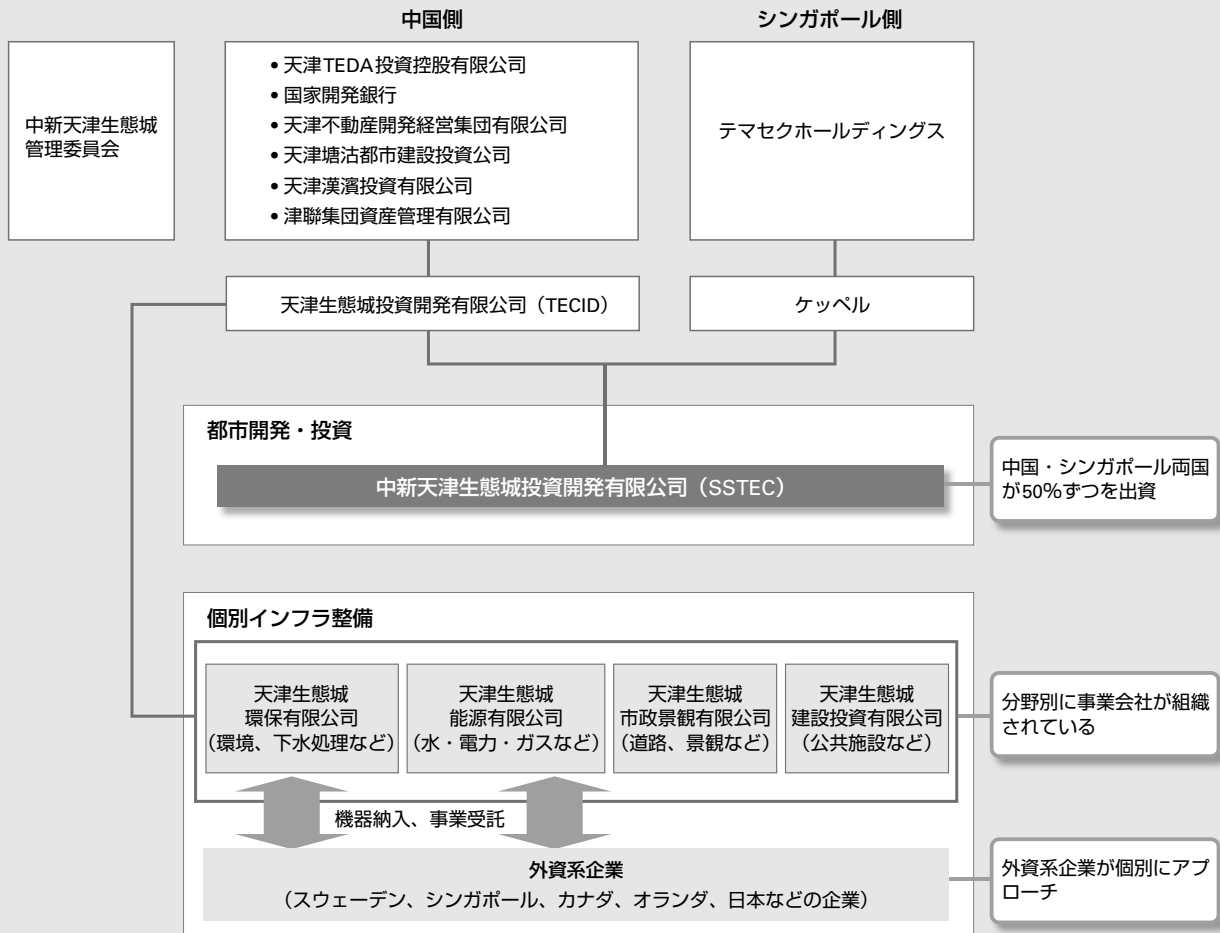 中国側
シンガポール側
中新天津生態城
管理委員会
• 天津TEDA投資控股有限公司
• 国家開発銀行
• 天津不動産開発経営集団有限公司
• 天津塘沽都市建設投資公司
• 天津漢濱投資有限公司
• 津聯集団資産管理有限公司
テマセクホールディングス
天津生態城投資開発有限公司（TECID）
ケッペル
都市開発・投資
中新天津生態城投資開発有限公司（SSTEC）
中国・シンガポール両国
が50％ずつを出資
個別インフラ整備
天津生態城
環保有限公司
（環境、下水処理など）
天津生態城
能源有限公司
（水・電力・ガスなど）
天津生態城
市政景観有限公司
（道路、景観など）
天津生態城
建設投資有限公司
（公共施設など）
分野別に事業会社が組織
されている
機器納入、事業受託
外資系企業
（スウェーデン、シンガポール、カナダ、オランダ、日本などの企業）
外資系企業が個別にアプ
ローチ